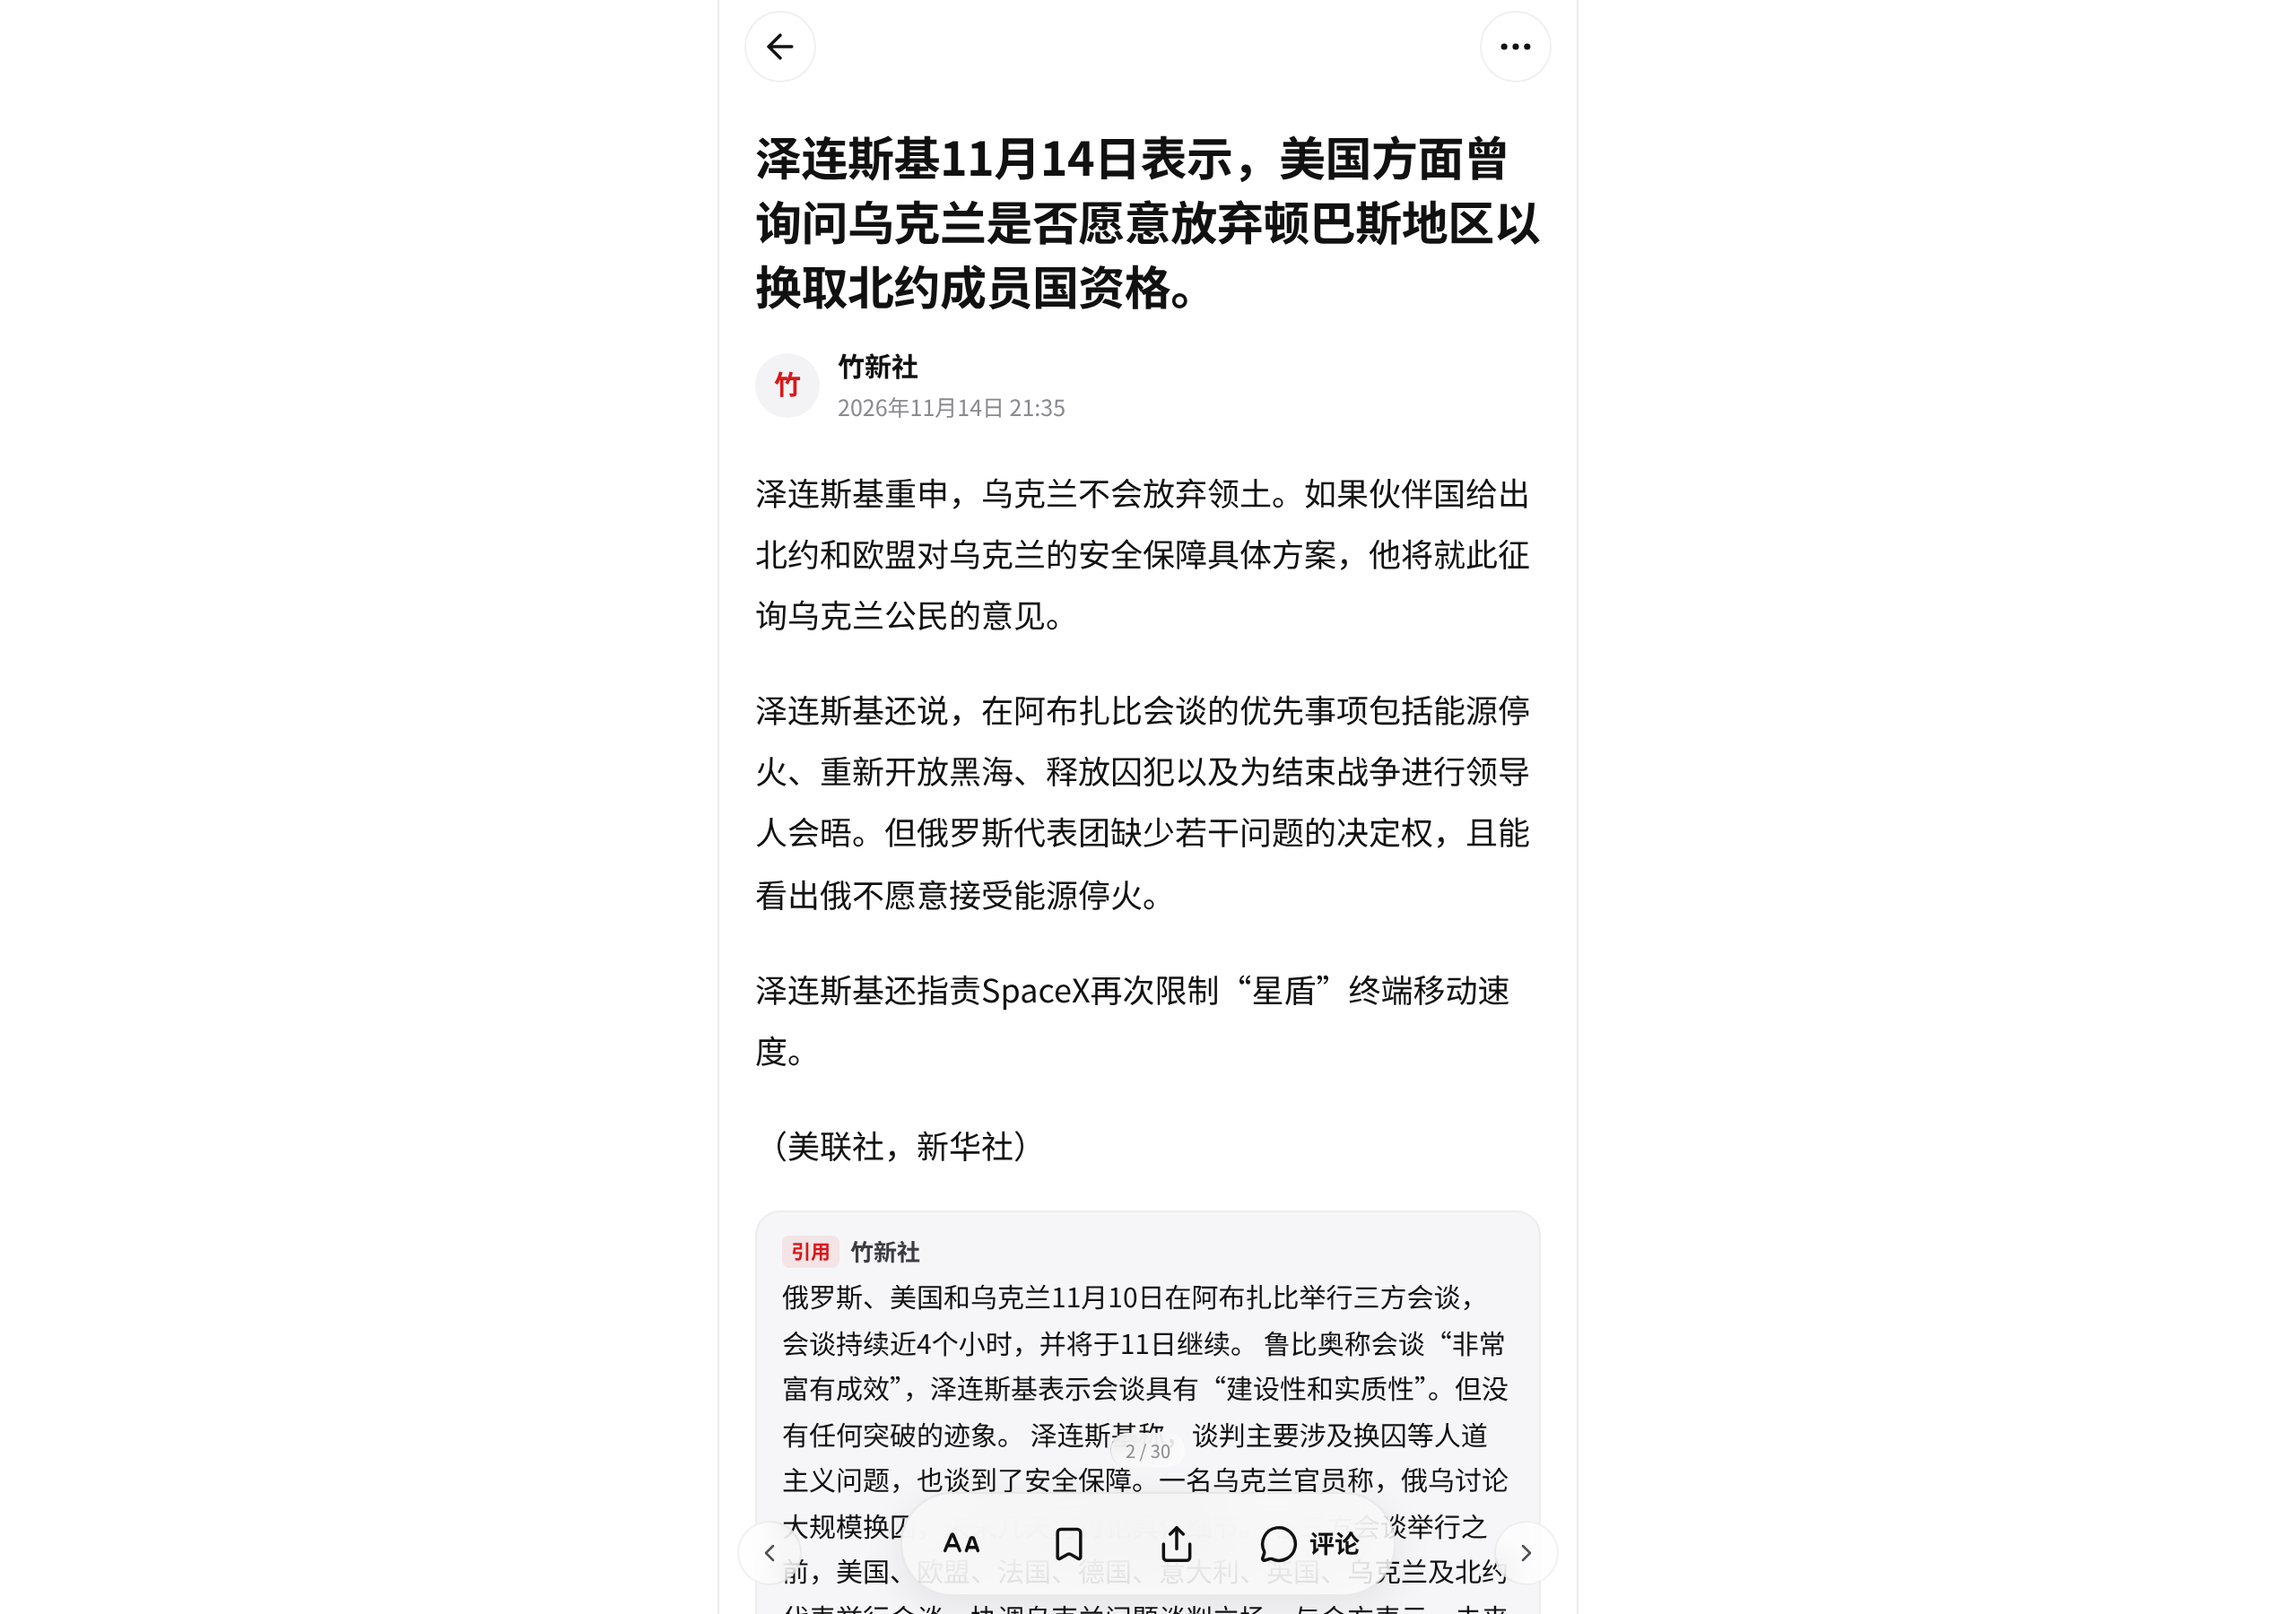 泽连斯基11月14日表示，美国方面曾
询问乌克兰是否愿意放弃顿巴斯地区以
换取北约成员国资格。
竹
竹新社
2026年11月14日 21:35
泽连斯基重申，乌克兰不会放弃领土。如果伙伴国给出
北约和欧盟对乌克兰的安全保障具体方案，他将就此征
询乌克兰公民的意见。
泽连斯基还说，在阿布扎比会谈的优先事项包括能源停
火、重新开放黑海、释放囚犯以及为结束战争进行领导
人会晤。但俄罗斯代表团缺少若干问题的决定权，且能
看出俄不愿意接受能源停火。
泽连斯基还指责SpaceX再次限制“星盾”终端移动速
度。
（美联社，新华社）
引用 竹新社
俄罗斯、美国和乌克兰11月10日在阿布扎比举行三方会谈，
会谈持续近4个小时，并将于11日继续。 鲁比奥称会谈“非常
富有成效”，泽连斯基表示会谈具有“建设性和实质性”。但没
有任何突破的迹象。 泽连斯基称，谈判主要涉及换囚等人道
2 / 30
主义问题，也谈到了安全保障。一名乌克兰官员称，俄乌讨论
大规模换囚 会谈举行之
前，美国、欧盟、法国、德国、意大利、英国、乌克兰及北约
AA 评论